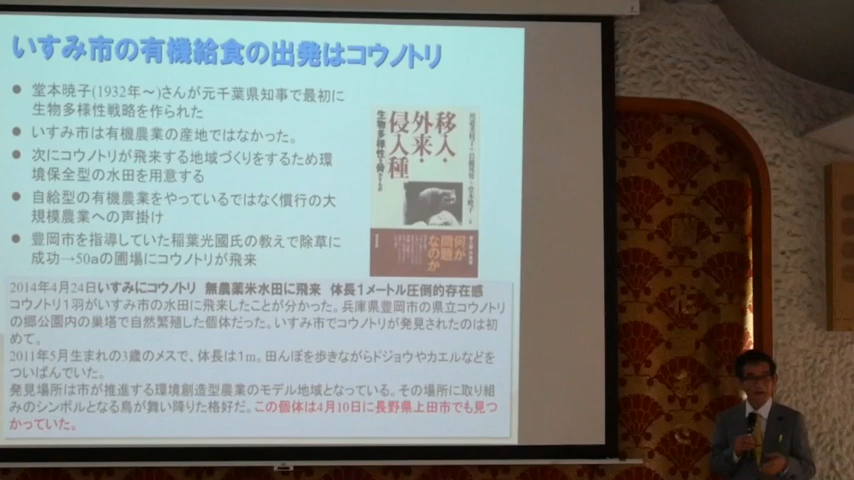 いすみ市の有機給食の出発はコウノトリ
● 堂本暁子(1932年～)さんが元千葉県知事で最初に
生物多様性戦略を作られた
● いすみ市は有機農業の産地ではなかった。
● 次にコウノトリが飛来する地域づくりをするため環
境保全型の水田を用意する
● 自給型の有機農業をやっているではなく慣行の大
規模農業への声掛け
● 豊岡市を指導していた稲葉光國氏の教えで除草に
成功→50aの圃場にコウノトリが飛来
移入・
外来・
侵入種
生物多様性を脅かすもの
何が
問題
なのか
2014年4月24日いすみにコウノトリ 無農薬米水田に飛来 体長1メートル圧倒的存在感
コウノトリ1羽がいすみ市の水田に飛来したことが分かった。兵庫県豊岡市の県立コウノトリ
の郷公園内の巣塔で自然繁殖した個体だった。いすみ市でコウノトリが発見されたのは初
めて。
2011年5月生まれの3歳のメスで、体長は1m。田んぼを歩きながらドジョウやカエルなどを
ついばんでいた。
発見場所は市が推進する環境創造型農業のモデル地域となっている。その場所に取り組
みのシンボルとなる鳥が舞い降りた格好だ。この個体は4月10日に長野県上田市でも見つ
かっていた。